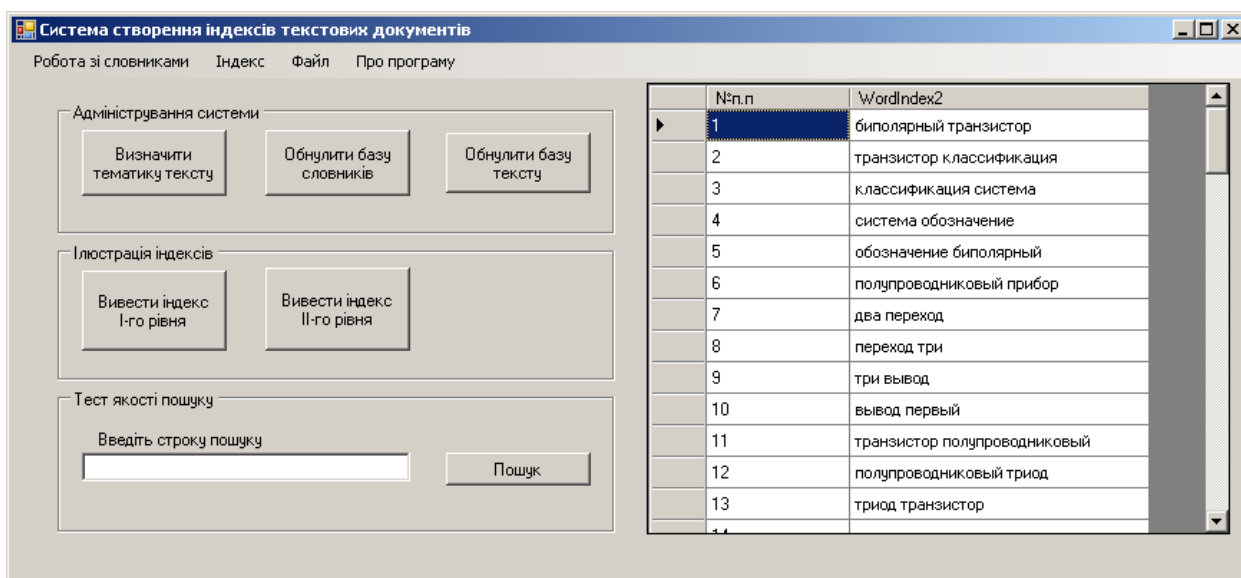 Система створення індексів текстових документів
Робота зі словниками Індекс Файл Про програму
Адміністрування системи
Визначити
тематику тексту
Обнулити базу
словників
Обнулити базу
тексту
Ілюстрація індексів
Вивести індекс
І-го рівня
Вивести індекс
ІІ-го рівня
Тест якості пошуку
Введіть строку пошуку
Пошук
№п.п WordIndex2
1 биполярный транзистор
2 транзистор классификация
3 классификация система
4 система обозначение
5 обозначение биполярный
6 полупроводниковый прибор
7 два переход
8 переход три
9 три вывод
10 вывод первый
11 транзистор полупроводниковый
12 полупроводниковый триод
13 триод транзистор